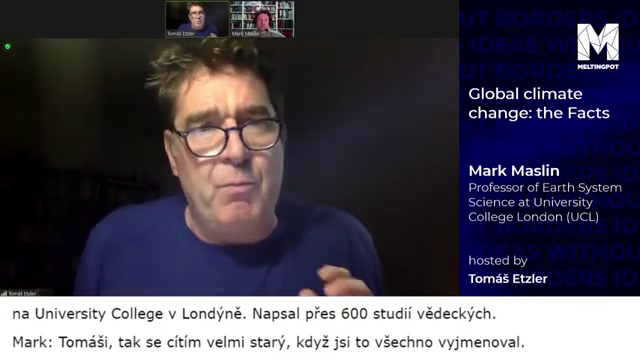 Tomáš Etzler
Mark Maslin
MELTINGPOT
Global climate
change: the Facts
Mark Maslin
Professor of Earth System
Science at University
College London (UCL)
hosted by
Tomáš Etzler
Tomáš Etzler
na University College v Londýně. Napsal přes 600 studií vědeckých.
Mark: Tomáši, tak se cítím velmi starý, když jsi to všechno vyjmenoval.